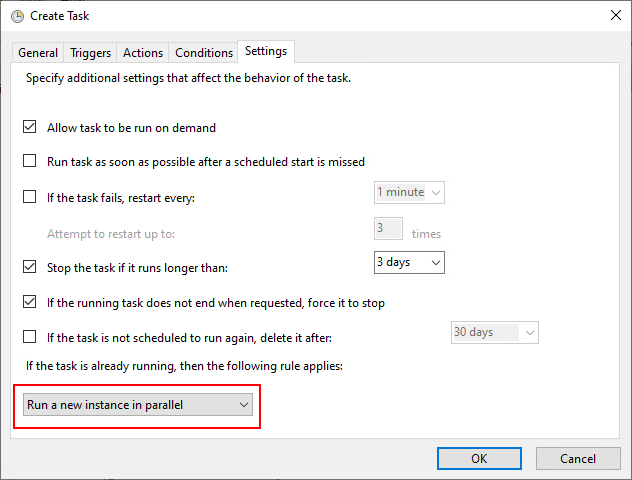 Create Task
General Triggers Actions Conditions Settings
Specify additional settings that affect the behavior of the task.
Allow task to be run on demand
Run task as soon as possible after a scheduled start is missed
If the task fails, restart every: 1 minute
Attempt to restart up to: 3 times
Stop the task if it runs longer than: 3 days
If the running task does not end when requested, force it to stop
If the task is not scheduled to run again, delete it after: 30 days
If the task is already running, then the following rule applies:
Run a new instance in parallel
OK Cancel